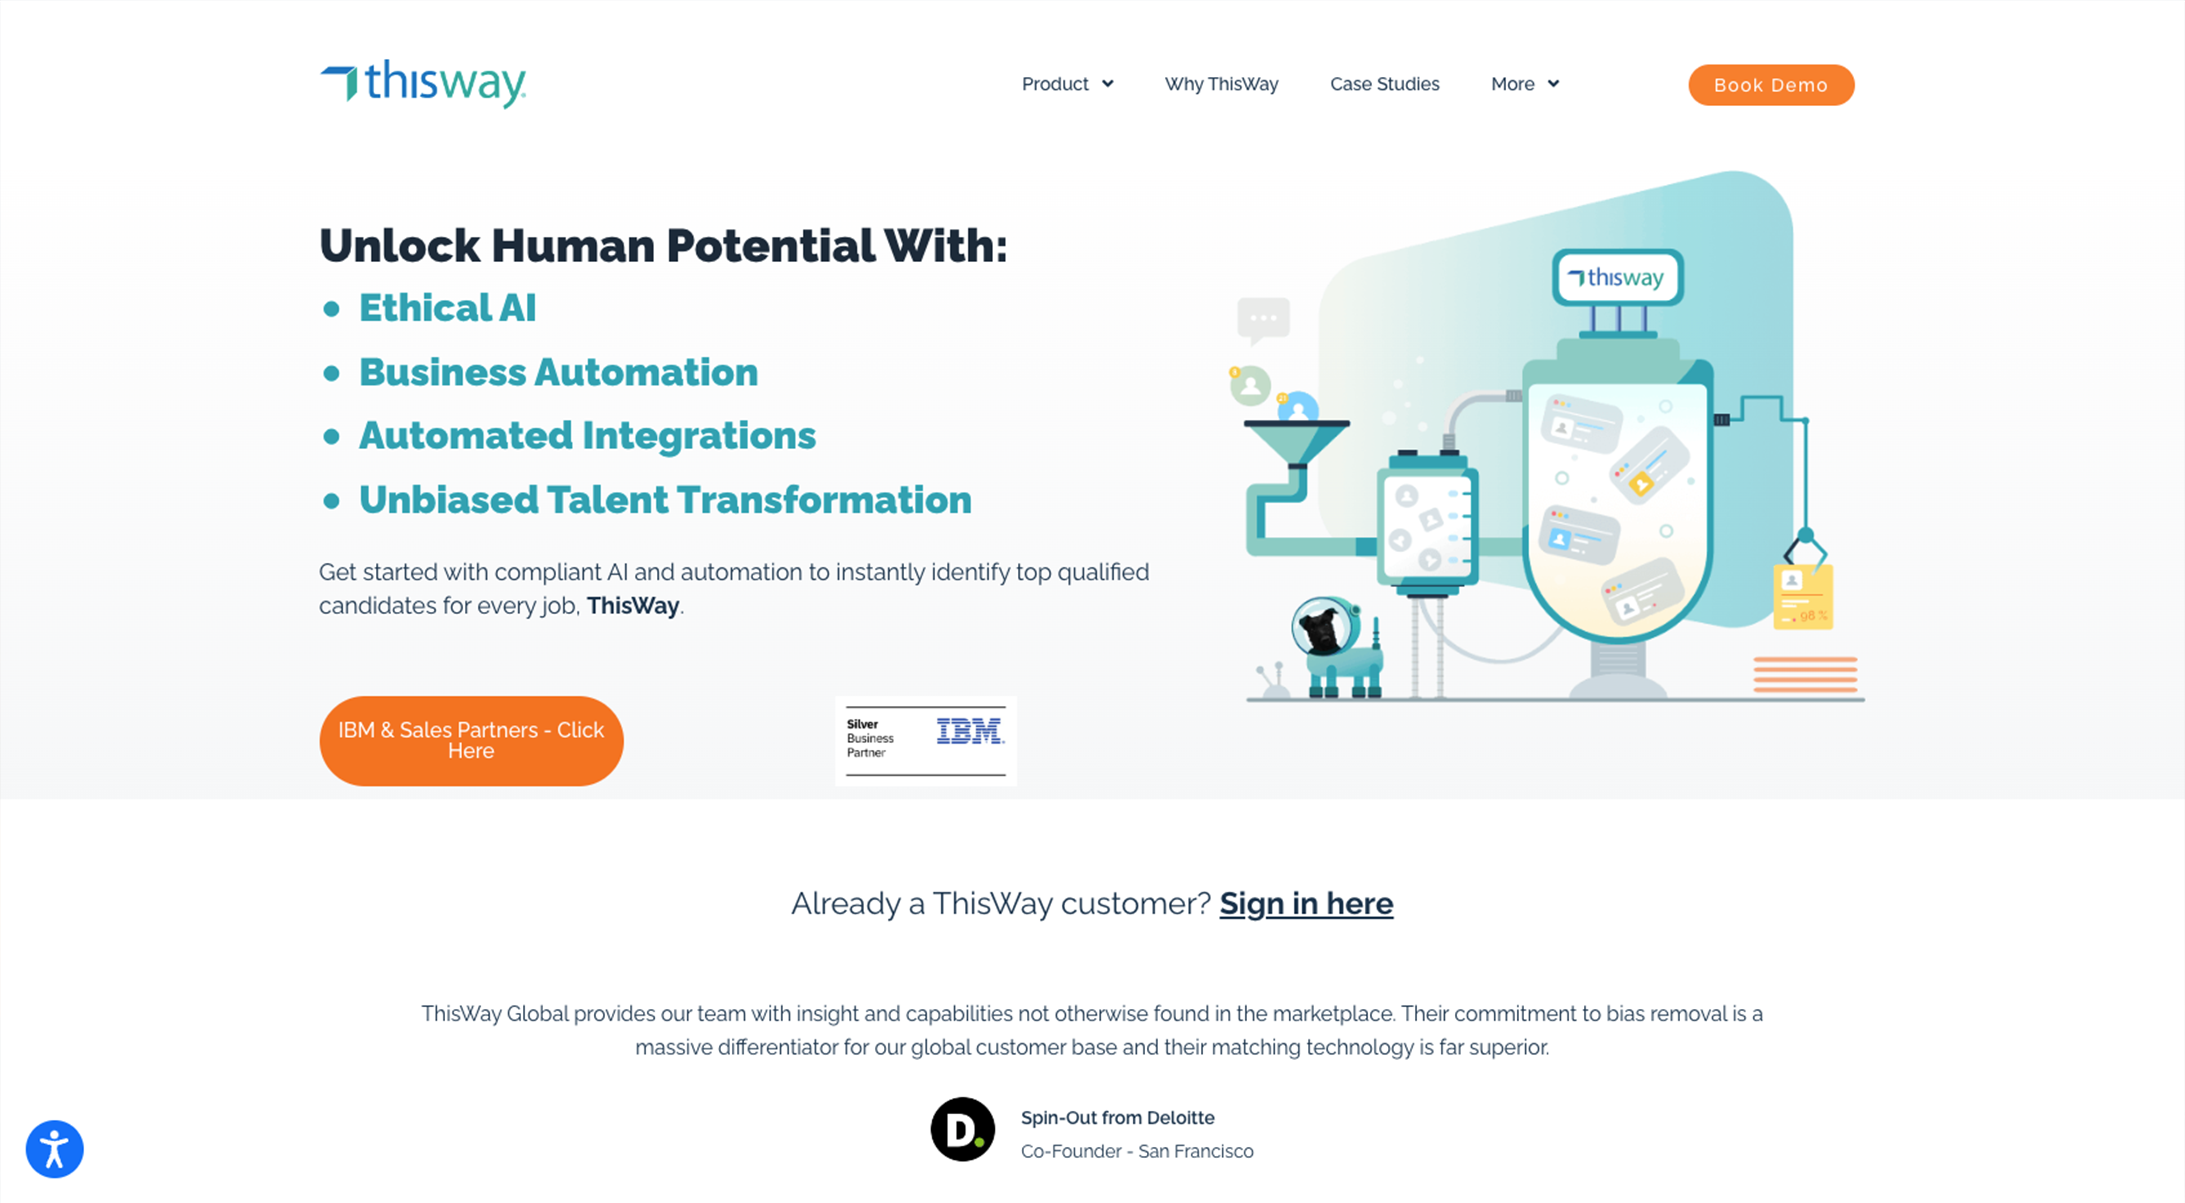 thisway
Product
Why ThisWay
Case Studies
More
Book Demo
Unlock Human Potential With:
• Ethical AI
• Business Automation
• Automated Integrations
• Unbiased Talent Transformation
Get started with compliant AI and automation to instantly identify top qualified
candidates for every job, ThisWay.
thisway
98 %
IBM & Sales Partners - Click
Here
Silver
Business
Partner
IBM
Already a ThisWay customer? Sign in here
ThisWay Global provides our team with insight and capabilities not otherwise found in the marketplace. Their commitment to bias removal is a
massive differentiator for our global customer base and their matching technology is far superior.
D.
Spin-Out from Deloitte
Co-Founder - San Francisco